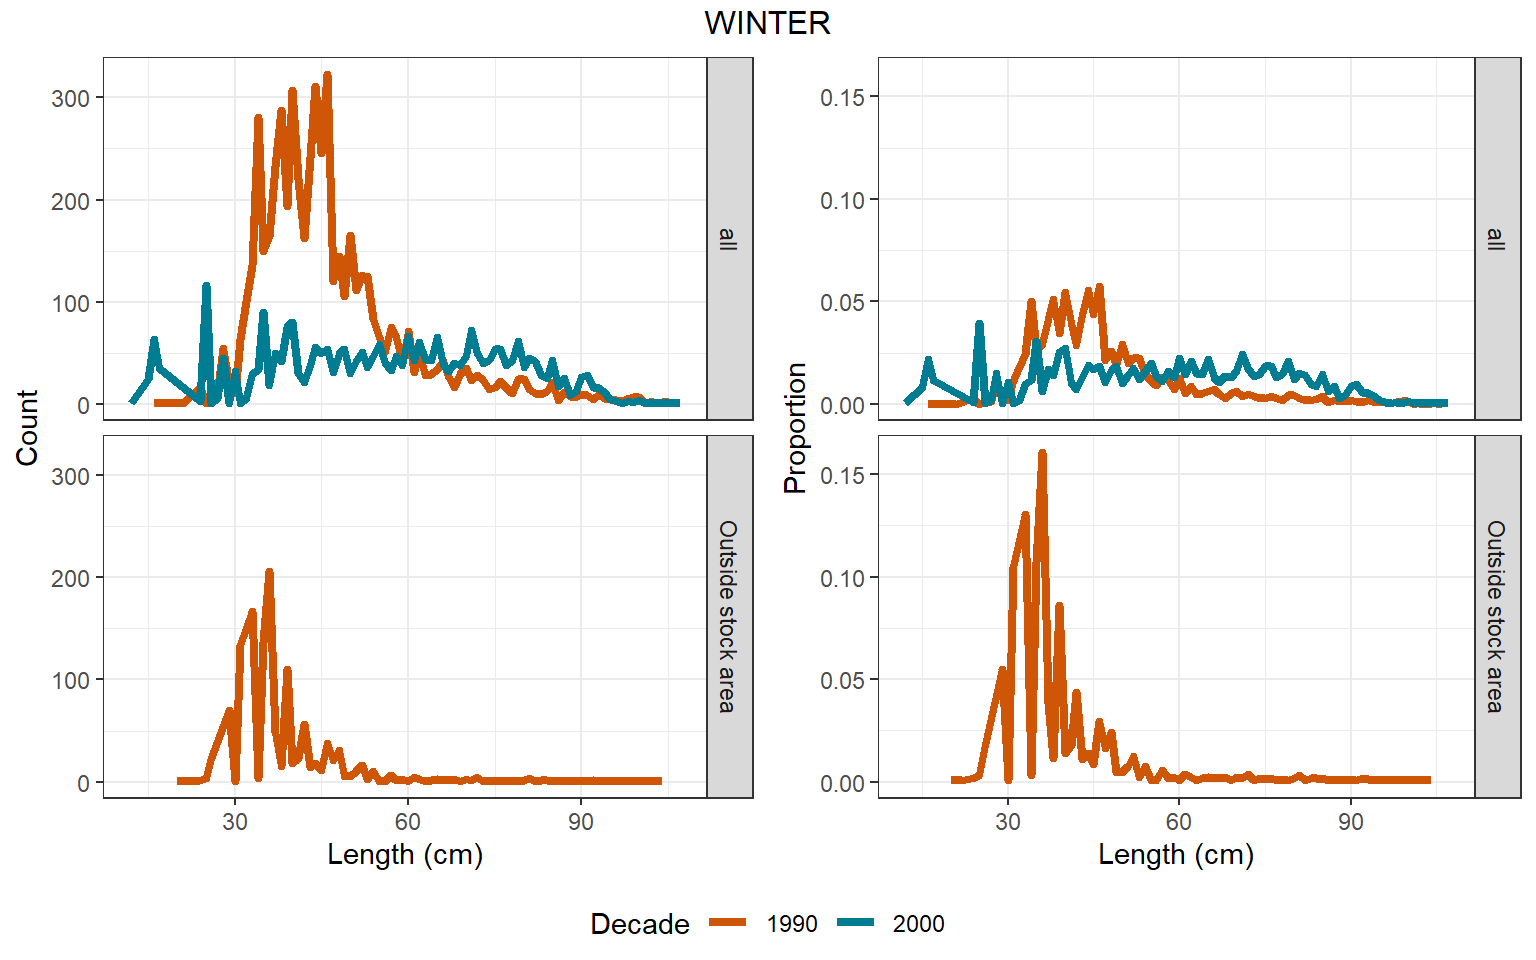 WINTER
Count
300
200
100
0
all
300
200
100
0
Outside stock area
30 60 90
Length (cm)
Proportion
0.15
0.10
0.05
0.00
all
0.15
0.10
0.05
0.00
Outside stock area
30 60 90
Length (cm)
Decade 1990 2000